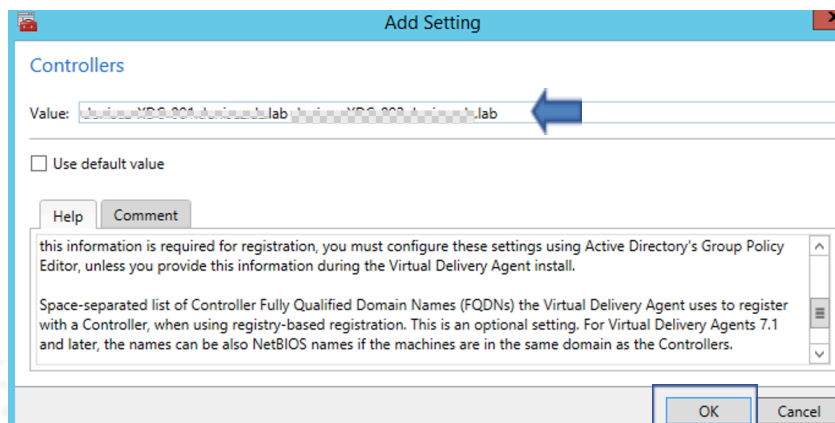 Add Setting
Controllers
Value: .lab .lab
Use default value
Help Comment
this information is required for registration, you must configure these settings using Active Directory's Group Policy
Editor, unless you provide this information during the Virtual Delivery Agent install.
Space-separated list of Controller Fully Qualified Domain Names (FQDNs) the Virtual Delivery Agent uses to register
with a Controller, when using registry-based registration. This is an optional setting. For Virtual Delivery Agents 7.1
and later, the names can be also NetBIOS names if the machines are in the same domain as the Controllers.
OK Cancel